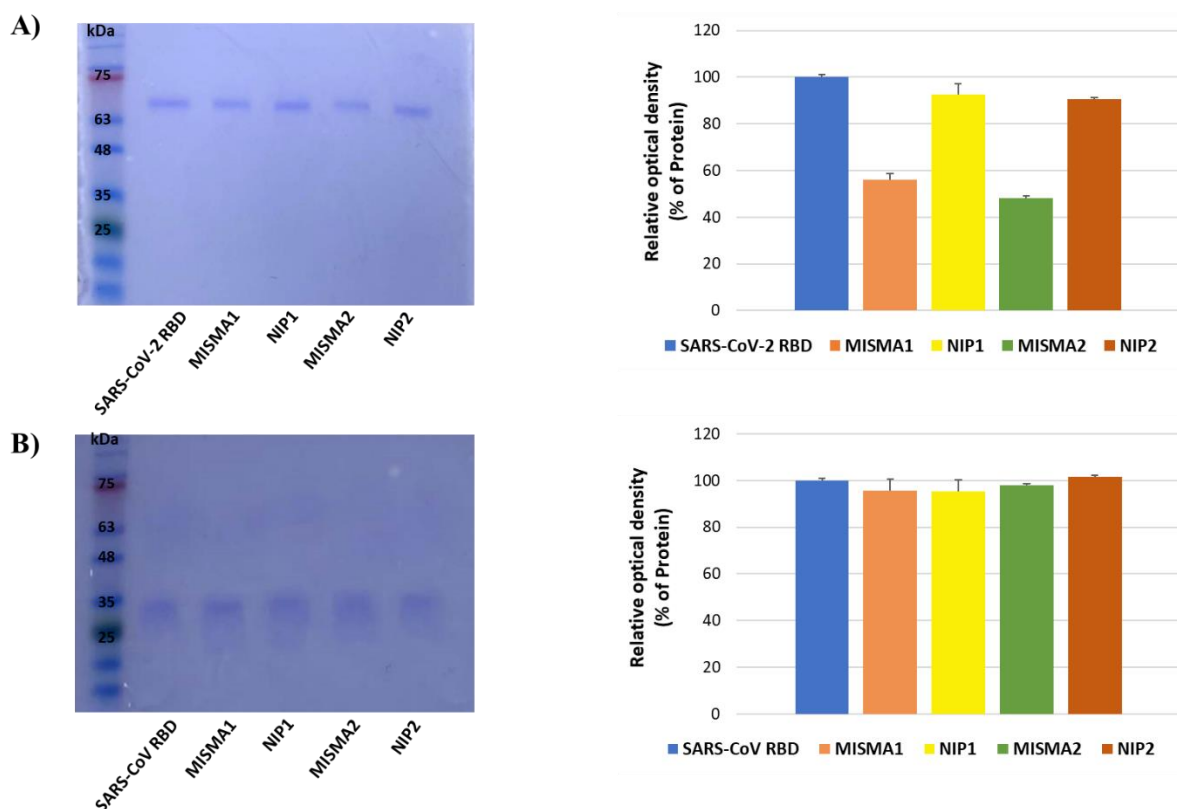 A)
kDa
75
63
48
35
25
SARS-CoV-2 RBD
MISMA1
NIP1
MISMA2
NIP2
Relative optical density
(% of Protein)
120
100
80
60
40
20
0
SARS-CoV-2 RBD MISMA1 NIP1 MISMA2 NIP2
B)
kDa
75
63
48
35
25
SARS-CoV RBD
MISMA1
NIP1
MISMA2
NIP2
Relative optical density
(% of Protein)
120
100
80
60
40
20
0
SARS-CoV RBD MISMA1 NIP1 MISMA2 NIP2